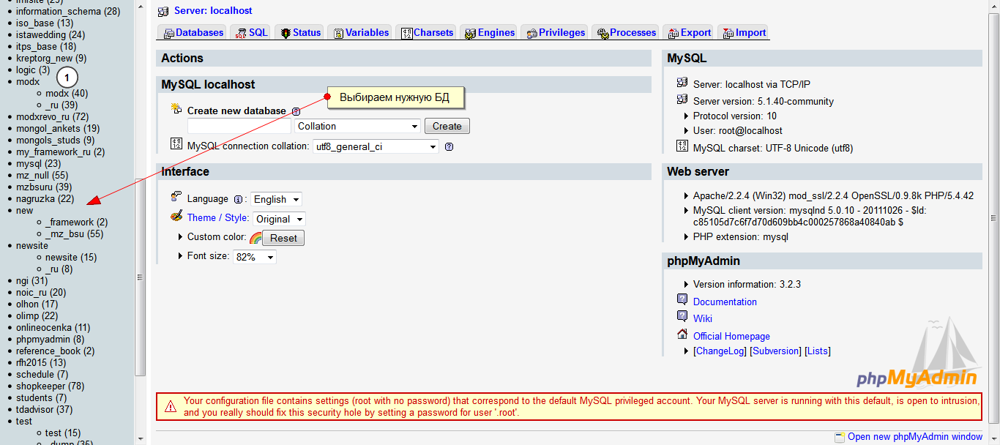 information_schema (28)
iso_base (13)
istawedding (24)
itps_base (18)
kreptorg_new (9)
logic (3)
1
modx
modx (40)
_ru (39)
modxrevo_ru (72)
mongol_ankets (19)
mongols_studs (9)
my_framework_ru (2)
mysql (23)
mz_null (55)
mzbsuru (39)
nagruzka (22)
new
_framework (2)
_mz_bsu (55)
newsite
newsite (15)
_ru (8)
ngi (31)
noic_ru (20)
olhon (17)
olimp (22)
onlineocenka (11)
phpmyadmin (8)
reference_book (2)
rfh2015 (13)
schedule (7)
shopkeeper (78)
students (7)
tdadvisor (37)
test
test (15)
_dump (35)
Server: localhost
Databases SQL Status Variables Charsets Engines Privileges Processes Export Import
Actions
MySQL localhost
Выбираем нужную БД
Create new database
Collation Create
MySQL connection collation: utf8_general_ci
Interface
Language : English
Theme / Style: Original
Custom color: Reset
Font size: 82%
MySQL
Server: localhost via TCP/IP
Server version: 5.1.40-community
Protocol version: 10
User: root@localhost
MySQL charset: UTF-8 Unicode (utf8)
Web server
Apache/2.2.4 (Win32) mod_ssl/2.2.4 OpenSSL/0.9.8k PHP/5.4.42
MySQL client version: mysqlnd 5.0.10 - 20111026 - $Id:
c85105d7c6f7d70d609bb4c000257868a40840ab $
PHP extension: mysql
phpMyAdmin
Version information: 3.2.3
Documentation
Wiki
Official Homepage
[ChangeLog] [Subversion] [Lists]
phpMyAdmin
Your configuration file contains settings (root with no password) that correspond to the default MySQL privileged account. Your MySQL server is running with this default, is open to intrusion,
and you really should fix this security hole by setting a password for user '.root'.
Open new phpMyAdmin window